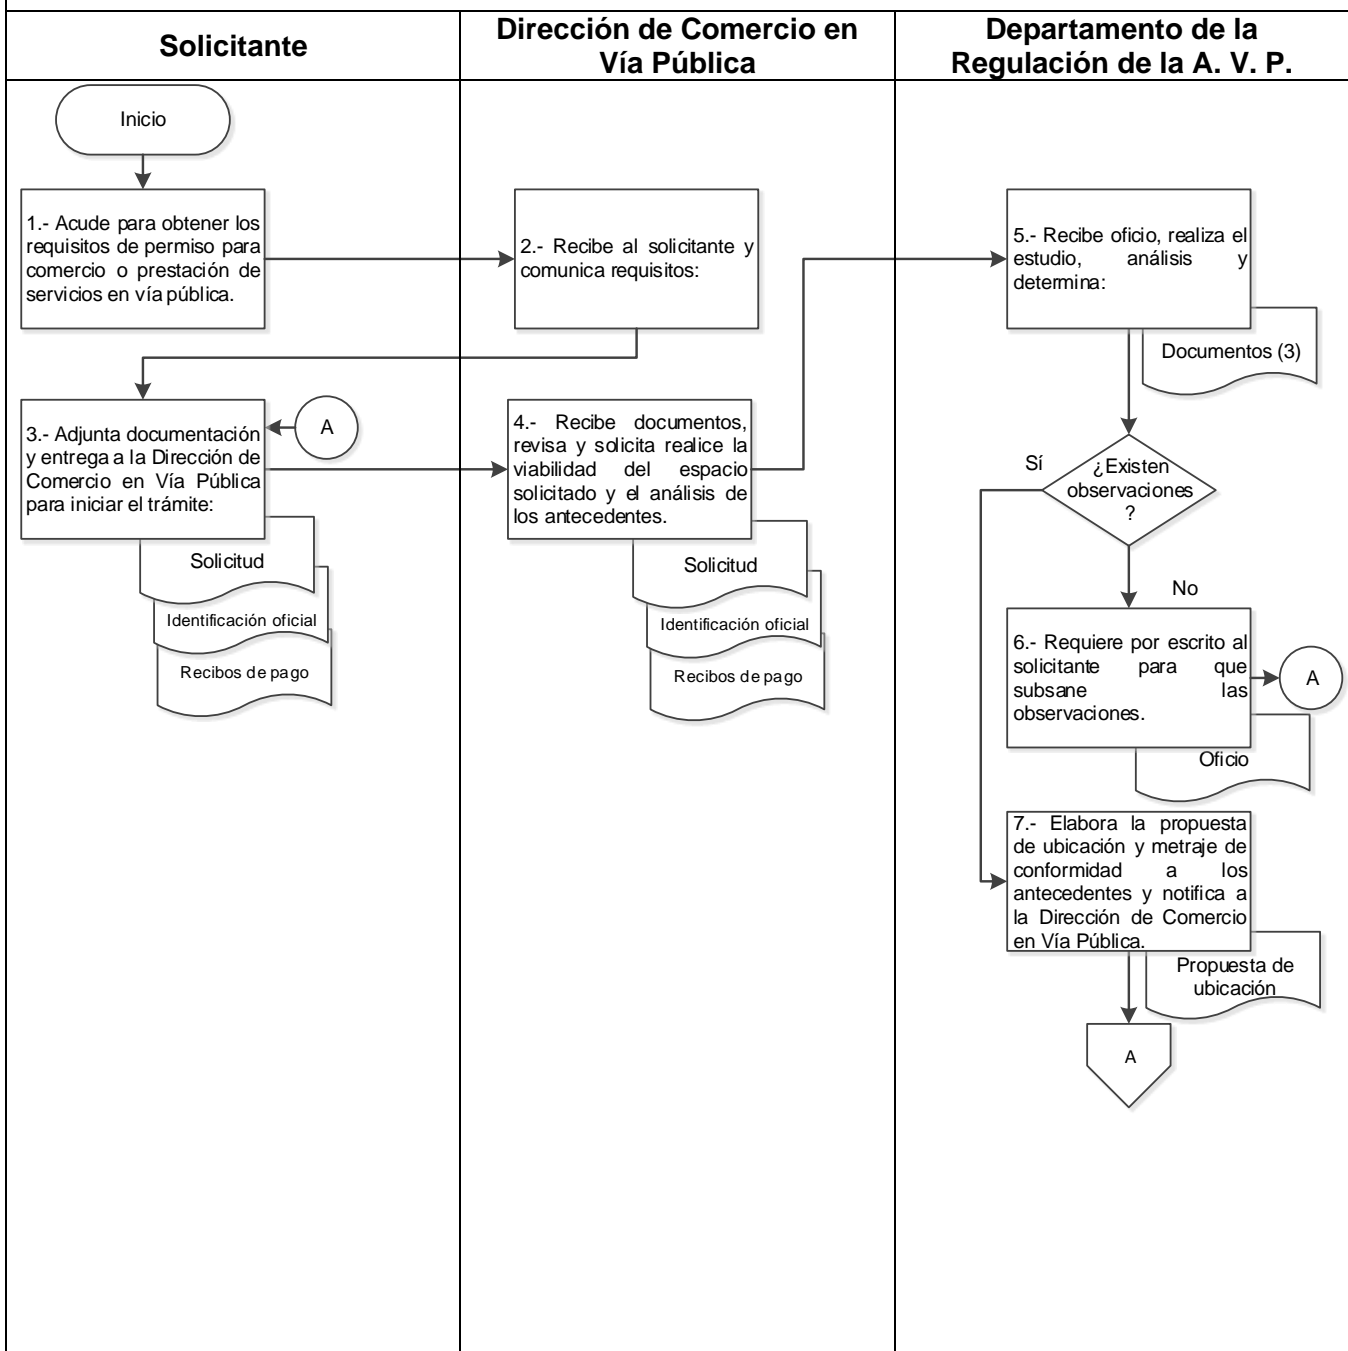 Solicitante
Dirección de Comercio en
Vía Pública
Departamento de la
Regulación de la A. V. P.
Inicio
1.- Acude para obtener los
requisitos de permiso para
comercio o prestación de
servicios en vía pública.
2.- Recibe al solicitante y
comunica requisitos:
5.- Recibe oficio, realiza el
estudio, análisis y
determina:
Documentos (3)
3.- Adjunta documentación
y entrega a la Dirección de
Comercio en Vía Pública
para iniciar el trámite:
A
Solicitud
Identificación oficial
Recibos de pago
4.- Recibe documentos,
revisa y solicita realice la
viabilidad del espacio
solicitado y el análisis de
los antecedentes.
Solicitud
Identificación oficial
Recibos de pago
Sí
¿Existen
observaciones
?
No
6.- Requiere por escrito al
solicitante para que
subsane las
observaciones.
A
Oficio
7.- Elabora la propuesta
de ubicación y metraje de
conformidad a los
antecedentes y notifica a
la Dirección de Comercio
en Vía Pública.
Propuesta de
ubicación
A